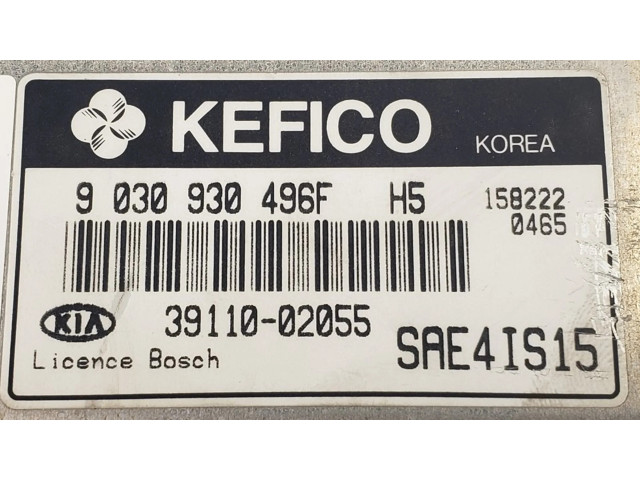 KEFICO KOREA
9 030 930 496F H5 158222
0465
KIA 39110-02055
Licence Bosch SAE4IS15